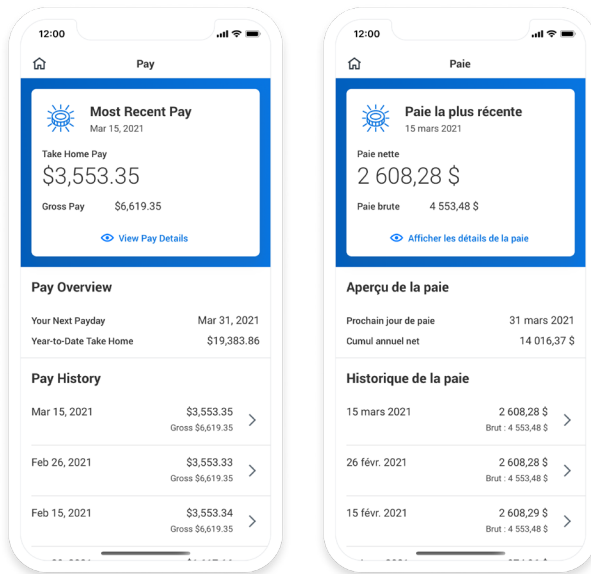 12:00
Pay
Most Recent Pay
Mar 15, 2021
Take Home Pay
$3,553.35
Gross Pay $6,619.35
View Pay Details
Pay Overview
Your Next Payday Mar 31, 2021
Year-to-Date Take Home $19,383.86
Pay History
Mar 15, 2021 $3,553.35
Gross $6,619.35
Feb 26, 2021 $3,553.33
Gross $6,619.35
Feb 15, 2021 $3,553.34
Gross $6,619.35
12:00
Paie
Paie la plus récente
15 mars 2021
Paie nette
2 608,28 $
Paie brute 4 553,48 $
Afficher les détails de la paie
Aperçu de la paie
Prochain jour de paie 31 mars 2021
Cumul annuel net 14 016,37 $
Historique de la paie
15 mars 2021 2 608,28 $
Brut : 4 553,48 $
26 févr. 2021 2 608,28 $
Brut : 4 553,48 $
15 févr. 2021 2 608,29 $
Brut : 4 553,48 $